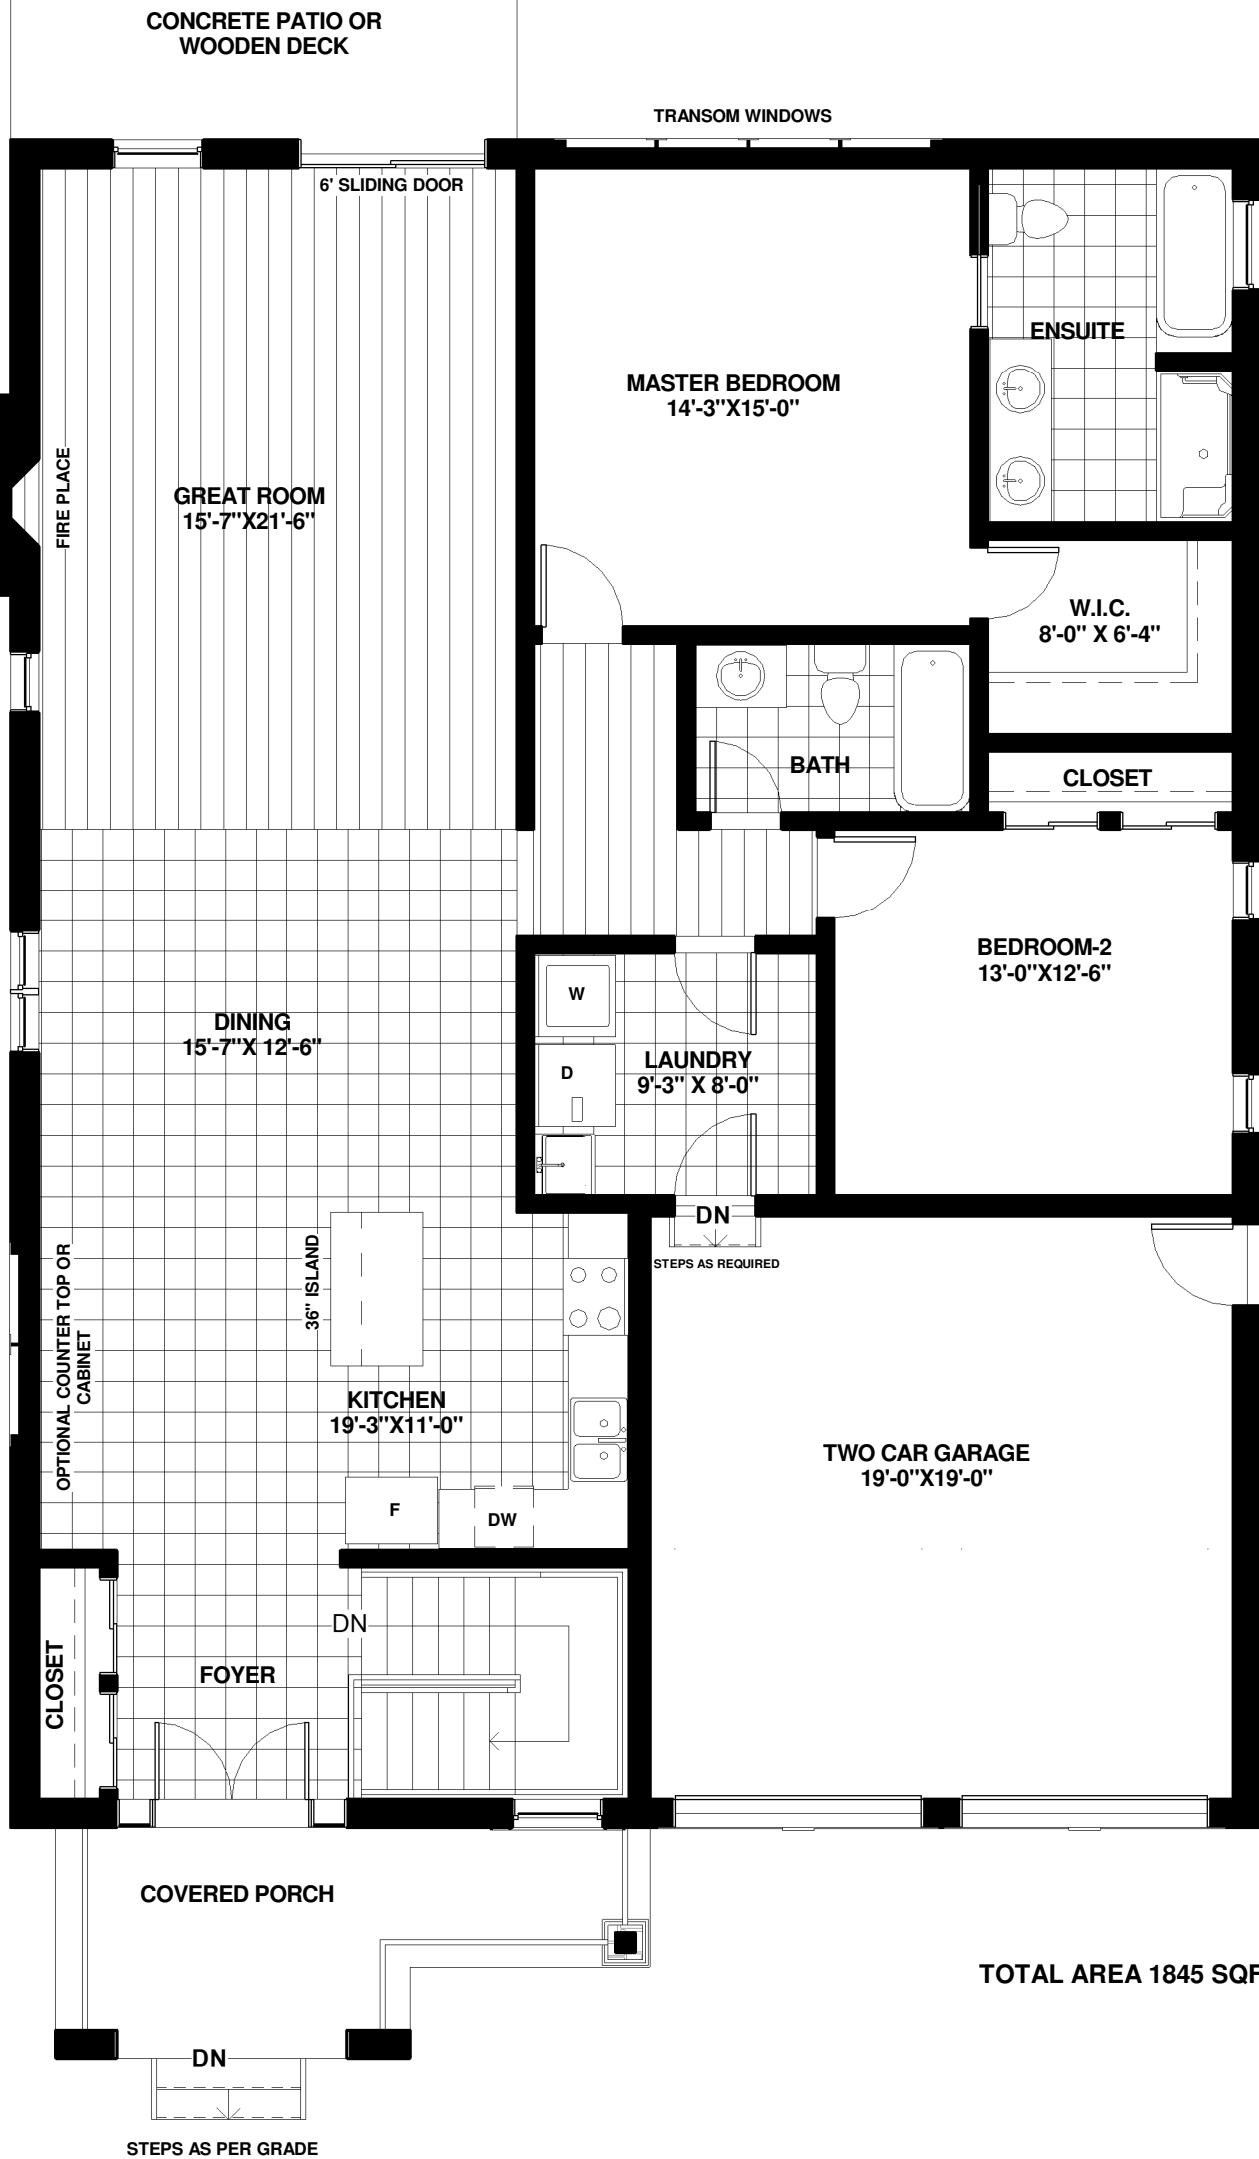 CONCRETE PATIO OR
WOODEN DECK
TRANSOM WINDOWS
6' SLIDING DOOR
ENSUITE
MASTER BEDROOM
14'-3"X15'-0"
FIRE PLACE
GREAT ROOM
15'-7"X21'-6"
W.I.C.
8'-0" X 6'-4"
BATH
CLOSET
BEDROOM-2
13'-0"X12'-6"
W
DINING
15'-7"X 12'-6"
D
LAUNDRY
9'-3" X 8'-0"
DN
STEPS AS REQUIRED
36" ISLAND
OPTIONAL COUNTER TOP OR
CABINET
KITCHEN
19'-3"X11'-0"
TWO CAR GARAGE
19'-0"X19'-0"
F
DW
DN
CLOSET
FOYER
COVERED PORCH
TOTAL AREA 1845 SQF
DN
STEPS AS PER GRADE